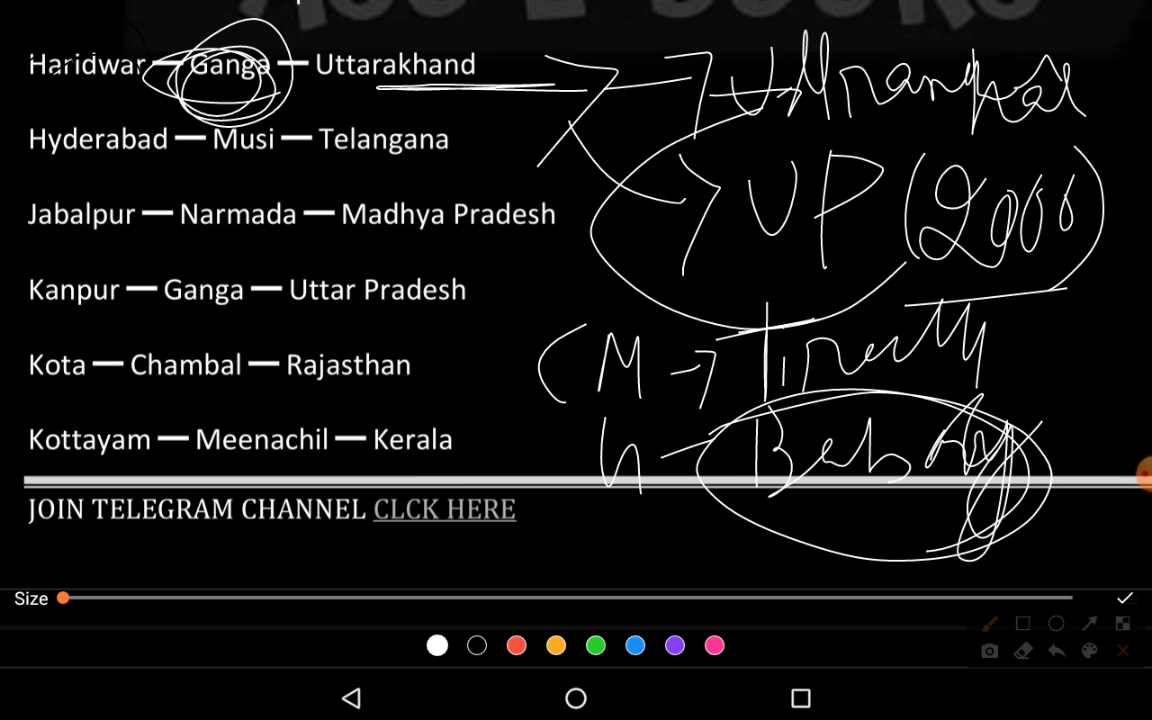 Haridwar — Ganga — Uttarakhand
Hyderabad — Musi — Telangana
UP (2000)
Jabalpur — Narmada — Madhya Pradesh
Kanpur — Ganga — Uttar Pradesh
CM →
Kota — Chambal — Rajasthan
Kottayam — Meenachil — Kerala
JOIN TELEGRAM CHANNEL CLCK HERE
Size